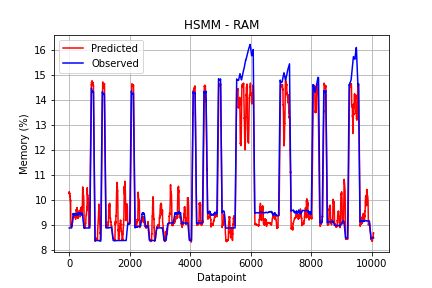 HSMM - RAM
Predicted
Observed
Memory (%)
16
15
14
13
12
11
10
9
8
0 2000 4000 6000 8000 10000
Datapoint